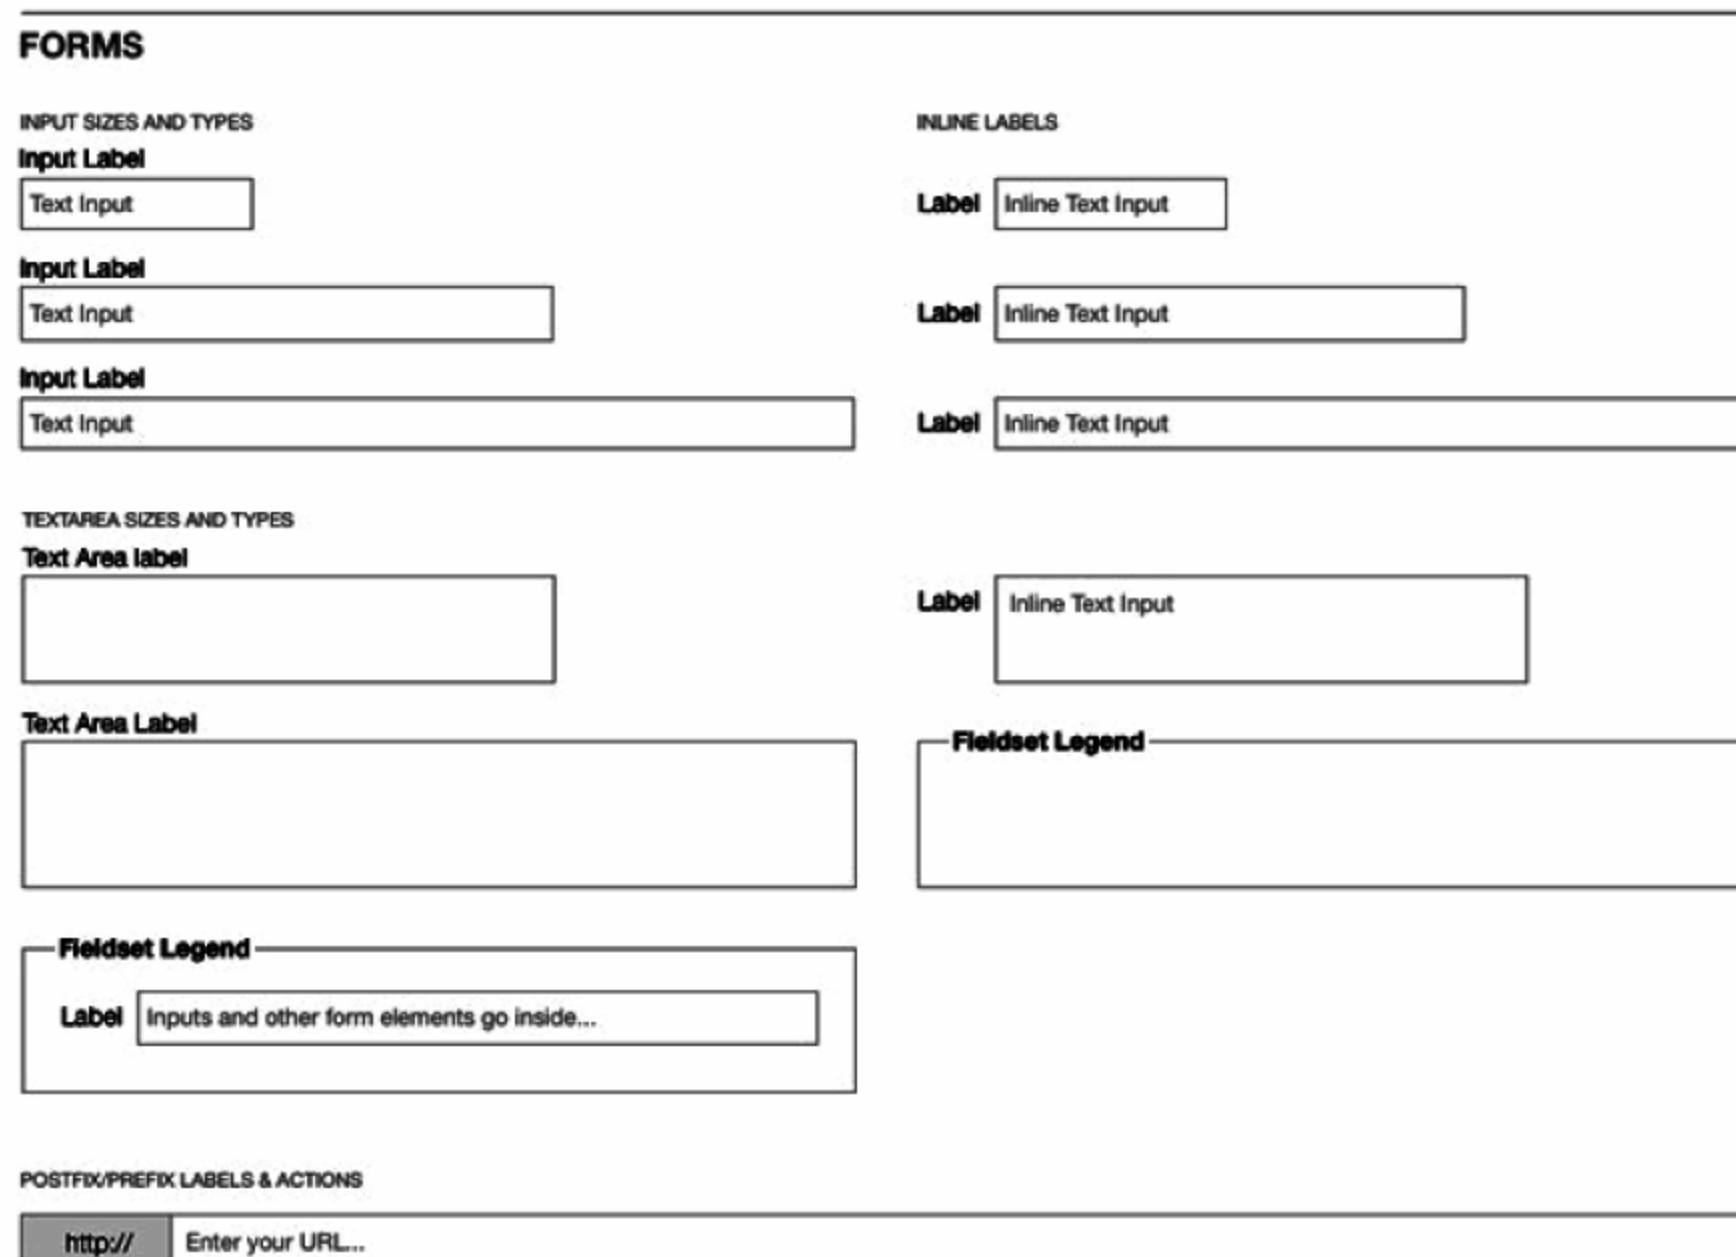 FORMS
INPUT SIZES AND TYPES
Input Label
Text Input
Input Label
Text Input
Input Label
Text Input
INLINE LABELS
Label Inline Text Input
Label Inline Text Input
Label Inline Text Input
TEXTAREA SIZES AND TYPES
Text Area label
Text Area Label
Label Inline Text Input
Fieldset Legend
Fieldset Legend
Label Inputs and other form elements go inside...
POSTFIX/PREFIX LABELS & ACTIONS
http:// Enter your URL...